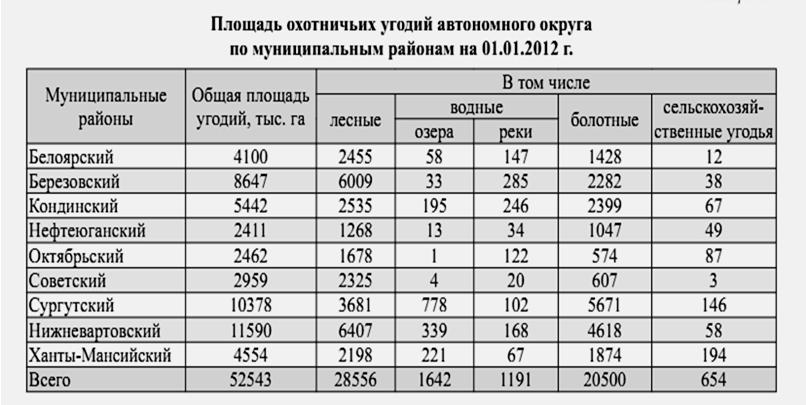 Площадь охотничьих угодий автономного округа
по муниципальным районам на 01.01.2012 г.
Муниципальные районы Общая площадь угодий, тыс. га В том числе
лесные водные болотные сельскохозяй-
ственные угодья
озера реки
Белоярский 4100 2455 58 147 1428 12
Березовский 8647 6009 33 285 2282 38
Кондинский 5442 2535 195 246 2399 67
Нефтеюганский 2411 1268 13 34 1047 49
Октябрьский 2462 1678 1 122 574 87
Советский 2959 2325 4 20 607 3
Сургутский 10378 3681 778 102 5671 146
Нижневартовский 11590 6407 339 168 4618 58
Ханты-Мансийский 4554 2198 221 67 1874 194
Всего 52543 28556 1642 1191 20500 654